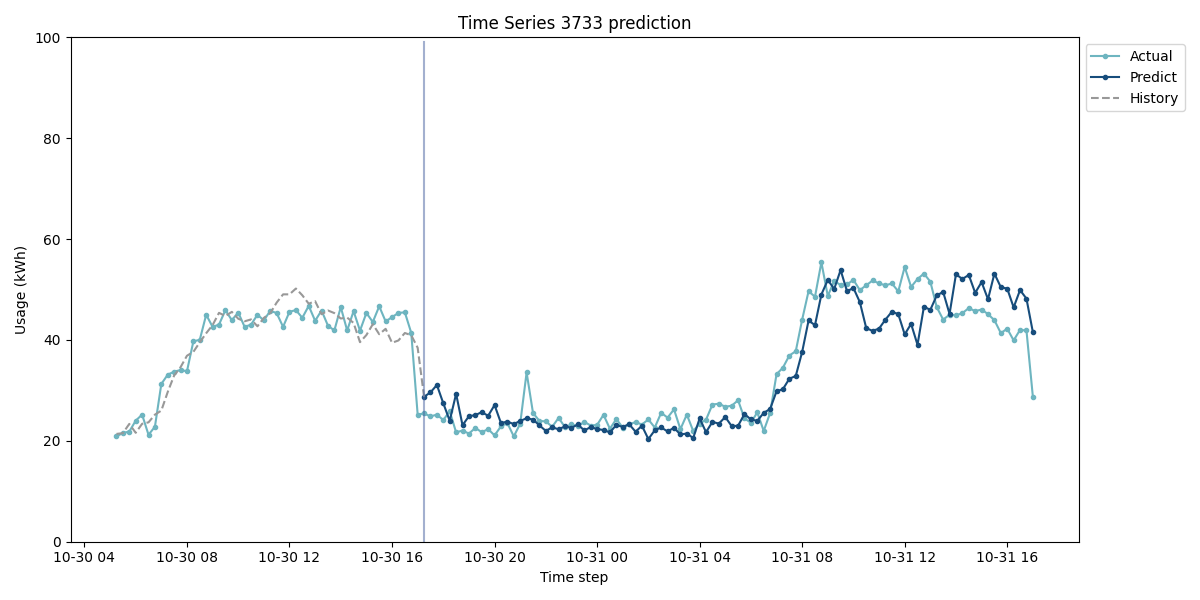 Time Series 3733 prediction
Actual
Predict
History
Usage (kWh)
100
80
60
40
20
0
10-30 04
10-30 08
10-30 12
10-30 16
10-30 20
10-31 00
10-31 04
10-31 08
10-31 12
10-31 16
Time step